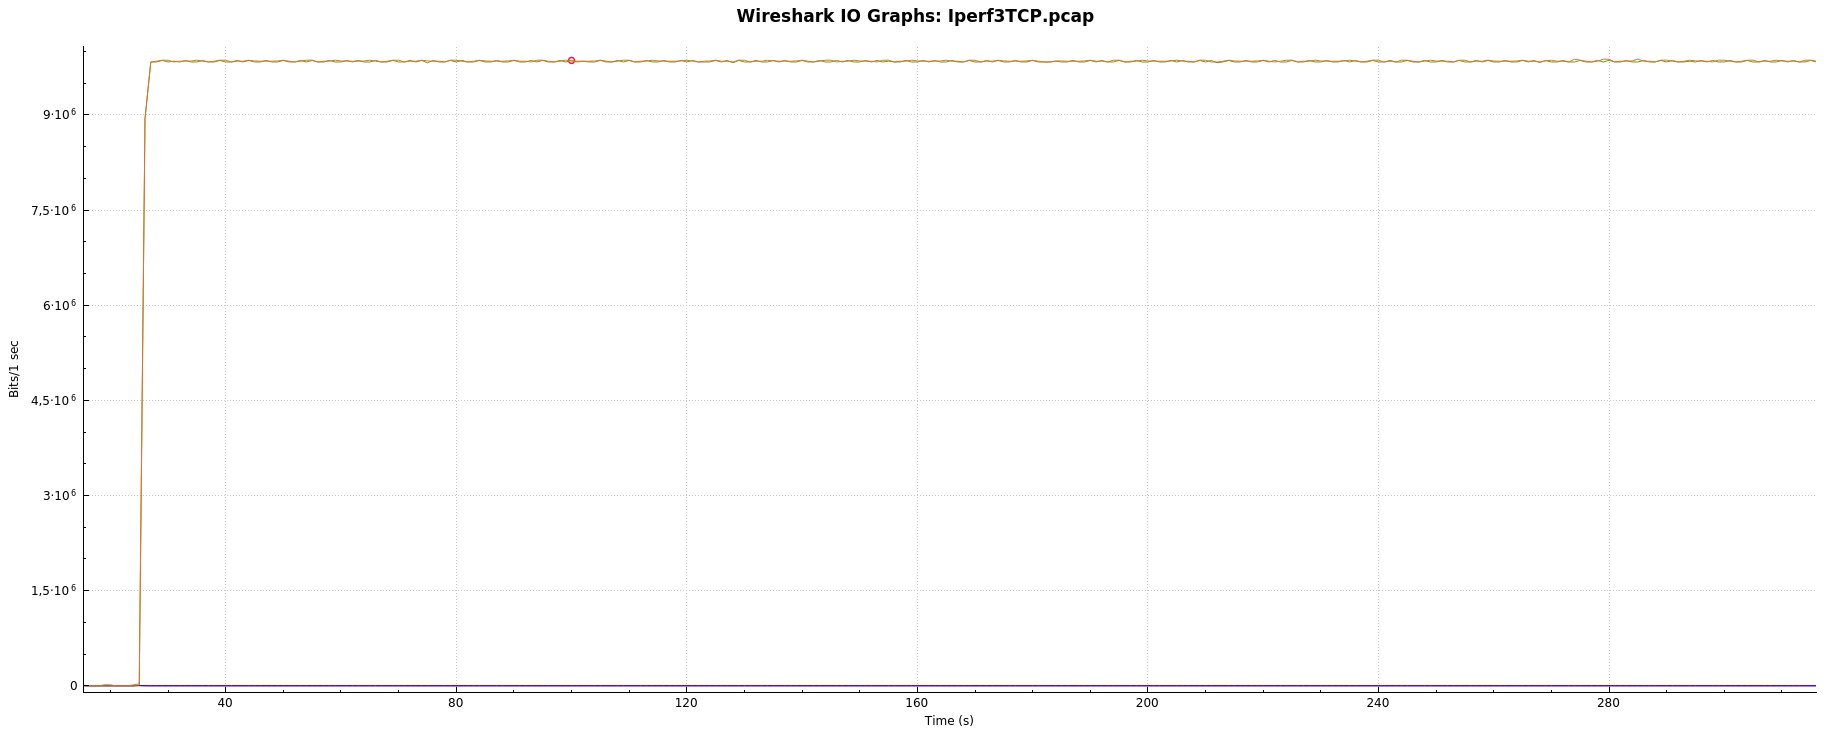 Wireshark IO Graphs: Iperf3TCP.pcap
9·10⁶
7,5·10⁶
6·10⁶
4,5·10⁶
3·10⁶
1,5·10⁶
0
Bits/1 sec
40 80 120 160 200 240 280
Time (s)